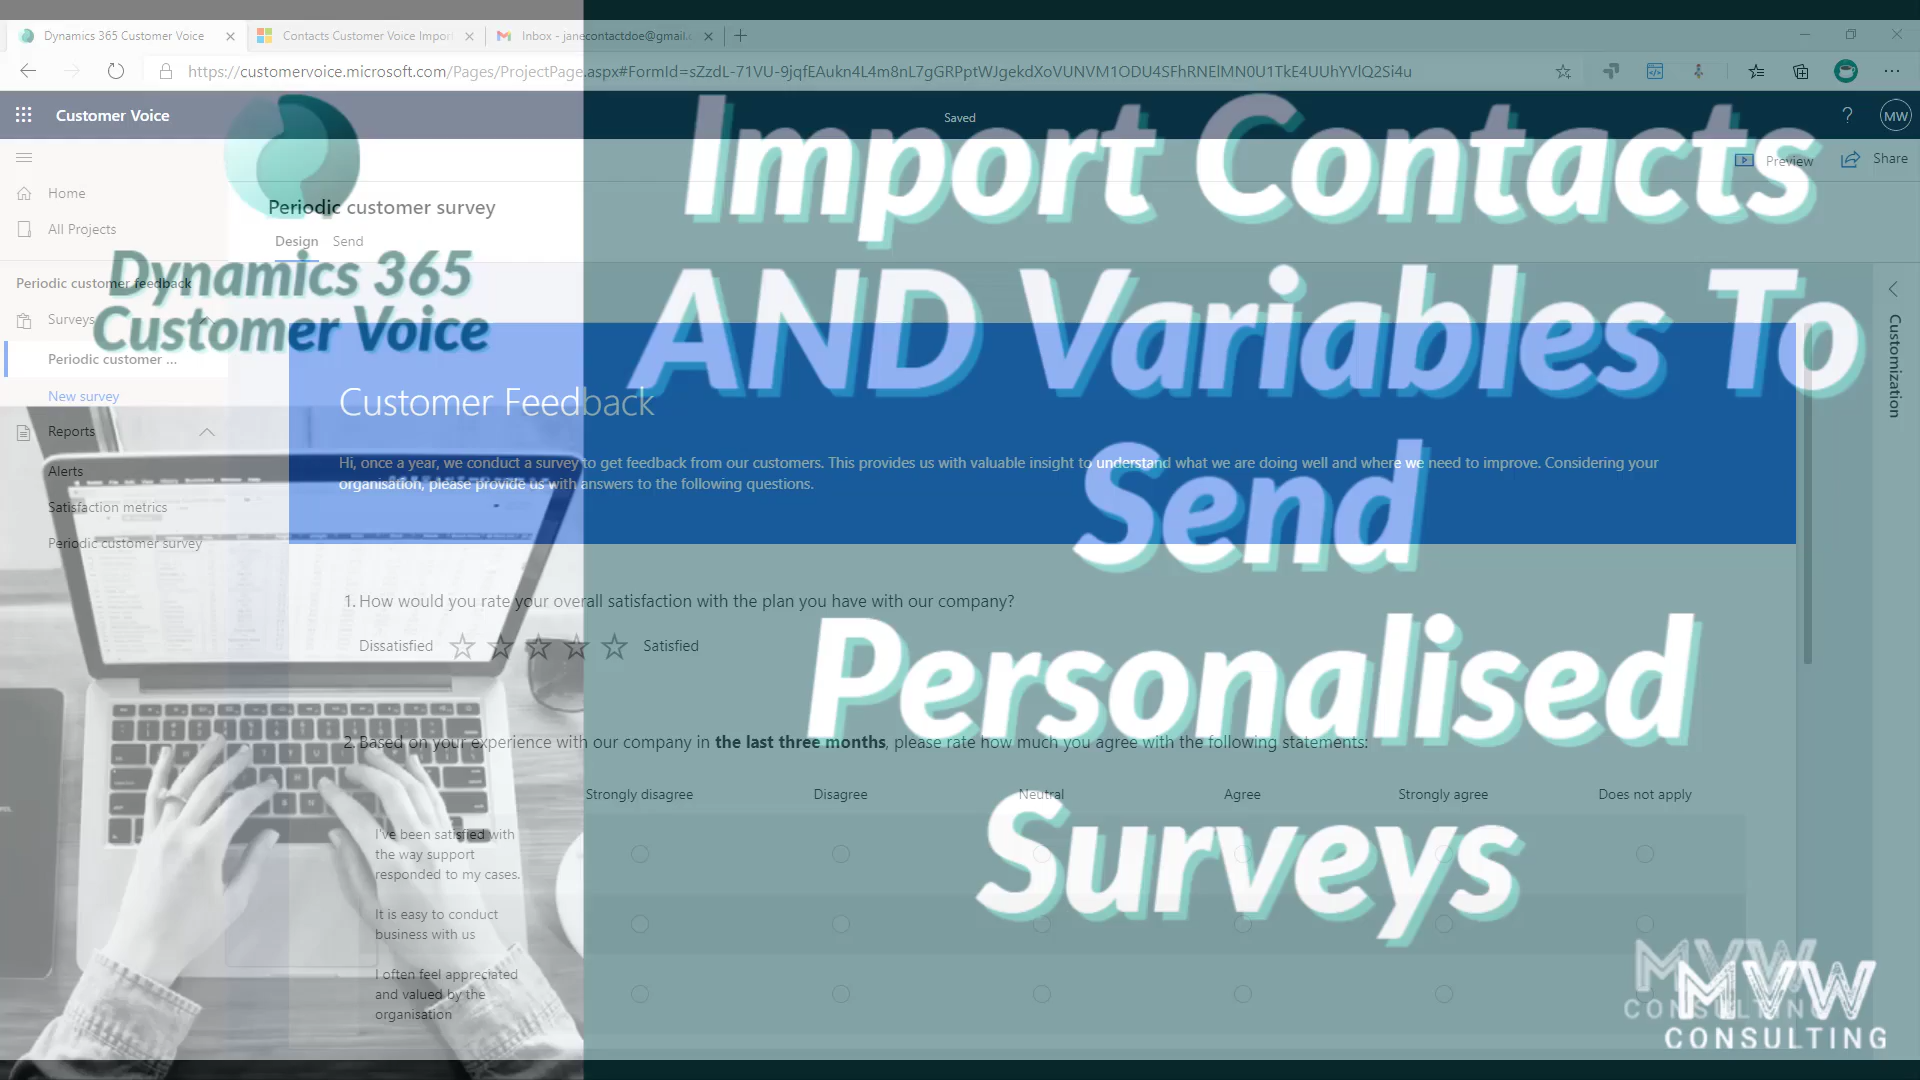 Dynamics 365 Customer Voice
Contacts Customer Voice Impor
Inbox - janecontactdoe@gmail.
https://customervoice.microsoft.com/Pages/ProjectPage.aspx#FormId=sZzdL-71VU-9jqfEAukn4L4m8nL7gGRPptWJgekdXoVUNVM1ODU4SFhRNElMN0U1TkE4UUhYVlQ2Si4u
Customer Voice
Saved
?
MW
Preview
Share
Home
All Projects
Periodic customer feedback
Surveys
Periodic customer ...
New survey
Reports
Alerts
Satisfaction metrics
Periodic customer survey
Periodic customer survey
Design Send
Dynamics 365
Customer Voice
Import Contacts
AND Variables To
Send
Personalised
Surveys
Customization
Customer Feedback
Hi, once a year, we conduct a survey to get feedback from our customers. This provides us with valuable insight to understand what we are doing well and where we need to improve. Considering your
organisation, please provide us with answers to the following questions.
1. How would you rate your overall satisfaction with the plan you have with our company?
Dissatisfied
Satisfied
2. Based on your experience with our company in the last three months, please rate how much you agree with the following statements:
Strongly disagree Disagree Neutral Agree Strongly agree Does not apply
I've been satisfied with
the way support
responded to my cases.
It is easy to conduct
business with us
I often feel appreciated
and valued by the
organisation
MVW
CONSULTING
MVW
CONSULTING